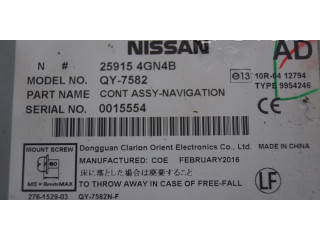 NISSAN
AD
N # 25915 4GN4B
MODEL NO. QY-7582
e13 10R-04 12794
TYPE 9954246
PART NAME CONT ASSY-NAVIGATION
SERIAL NO. 0015554
MOUNT SCREW
M5 × 8mmMAX
Dongguan Clarion Orient Electronics Co., Ltd.
MANUFACTURED: COE FEBRUARY2016
床に落とした場合は廃棄すること
TO THROW AWAY IN CASE OF FREE-FALL
LF
276-1529-03 QY-7582N-F